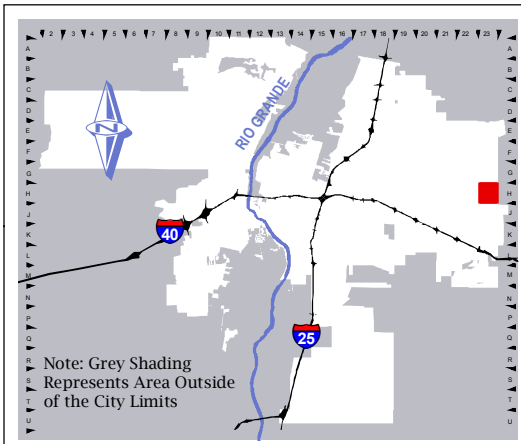 2 3 4 5 6 7 8 9 10 11 12 13 14 15 16 17 18 19 20 21 22 23
A A
B B
C C
D D
E E
F F
G G
H H
J J
K K
L L
M M
N N
P P
Q Q
R R
S S
T T
U U
N
RIO GRANDE
40
25
Note: Grey Shading
Represents Area Outside
of the City Limits